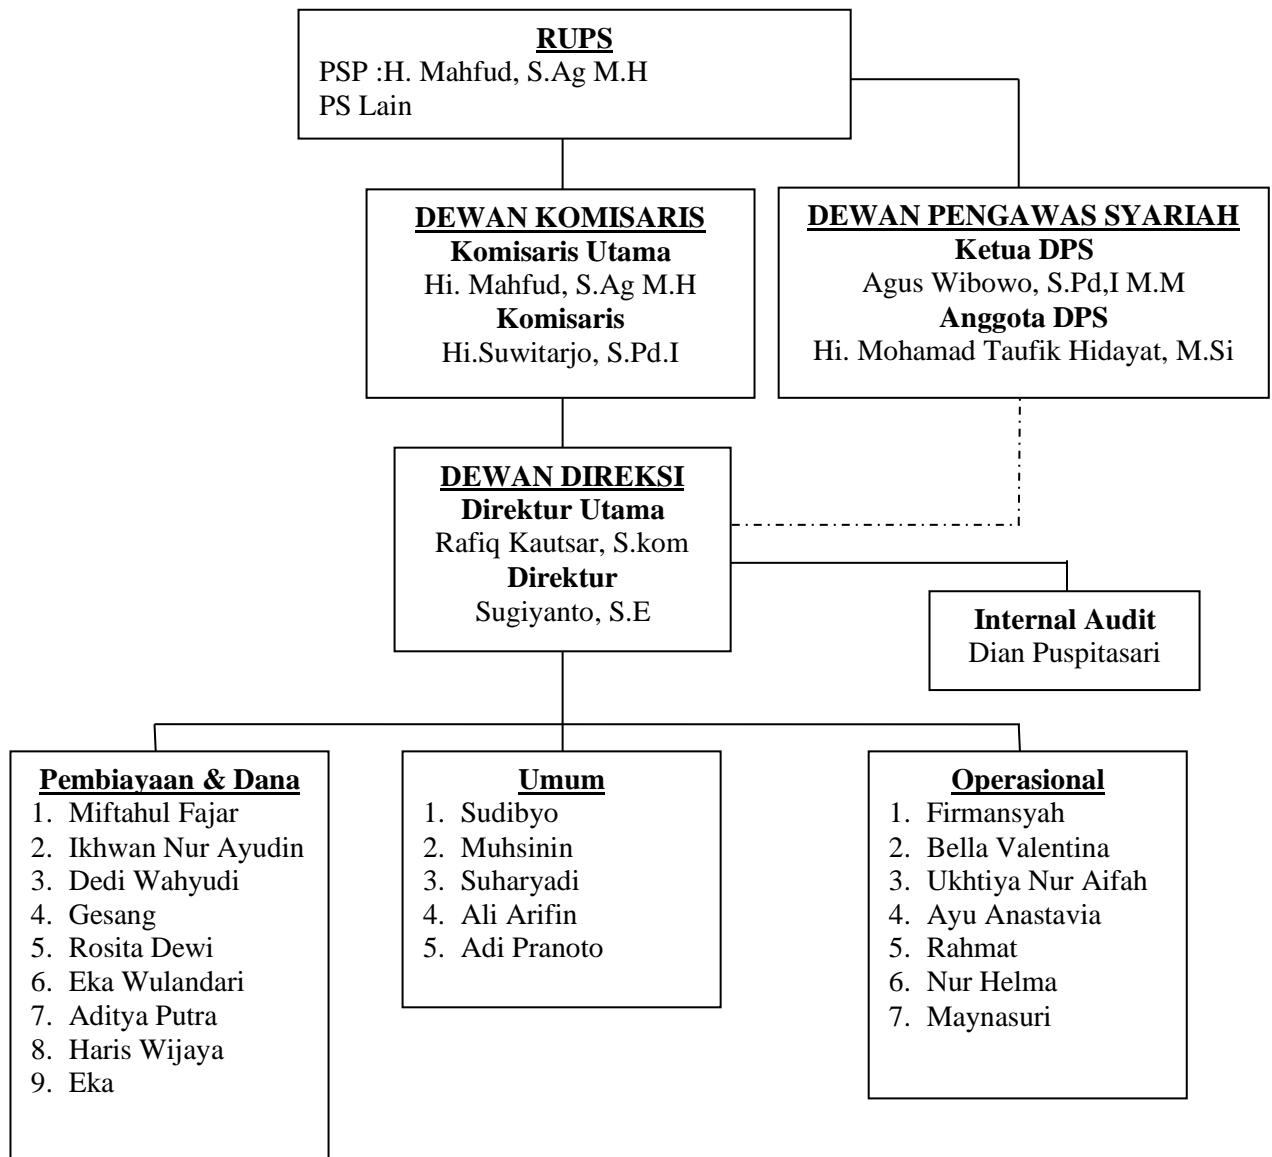 RUPS
PSP :H. Mahfud, S.Ag M.H
PS Lain
DEWAN KOMISARIS
Komisaris Utama
Hi. Mahfud, S.Ag M.H
Komisaris
Hi.Suwitarjo, S.Pd.I
DEWAN PENGAWAS SYARIAH
Ketua DPS
Agus Wibowo, S.Pd,I M.M
Anggota DPS
Hi. Mohamad Taufik Hidayat, M.Si
DEWAN DIREKSI
Direktur Utama
Rafiq Kautsar, S.kom
Direktur
Sugiyanto, S.E
Internal Audit
Dian Puspitasari
Pembiayaan & Dana
1. Miftahul Fajar
2. Ikhwan Nur Ayudin
3. Dedi Wahyudi
4. Gesang
5. Rosita Dewi
6. Eka Wulandari
7. Aditya Putra
8. Haris Wijaya
9. Eka
Umum
1. Sudibyo
2. Muhsinin
3. Suharyadi
4. Ali Arifin
5. Adi Pranoto
Operasional
1. Firmansyah
2. Bella Valentina
3. Ukhtiya Nur Aifah
4. Ayu Anastavia
5. Rahmat
6. Nur Helma
7. Maynasuri